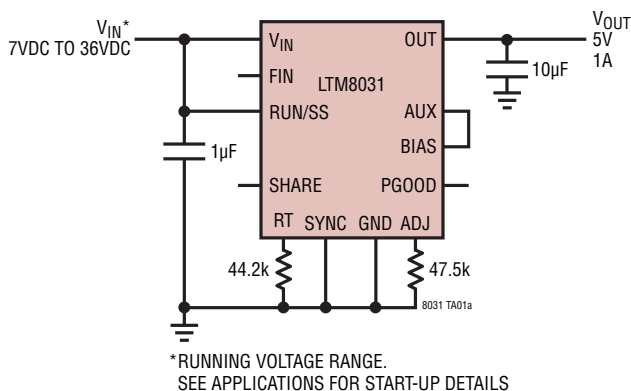 VIN*
7VDC TO 36VDC
VIN
OUT
VOUT
5V
1A
FIN
LTM8031
10µF
RUN/SS
AUX
BIAS
1µF
SHARE
PGOOD
RT SYNC GND ADJ
44.2k
47.5k
8031 TA01a
*RUNNING VOLTAGE RANGE.
SEE APPLICATIONS FOR START-UP DETAILS